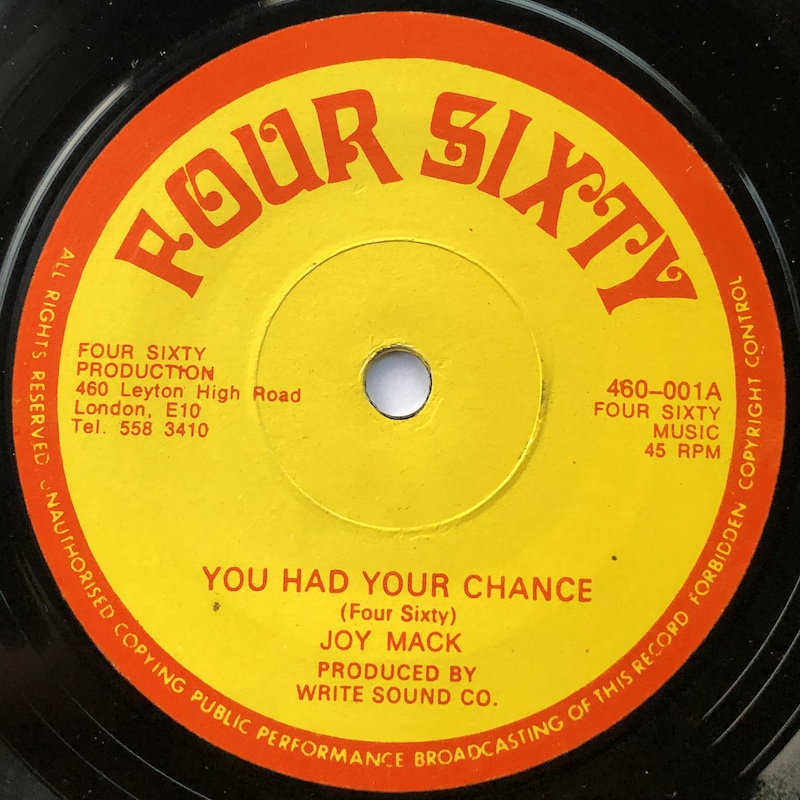 FOUR SIXTY
FOUR SIXTY
PRODUCTION
460 Leyton High Road
London, E10
Tel. 558 3410
460-001A
FOUR SIXTY
MUSIC
45 RPM
YOU HAD YOUR CHANCE
(Four Sixty)
JOY MACK
PRODUCED BY
WRITE SOUND CO.
ALL RIGHTS RESERVED UNAUTHORISED COPYING PUBLIC PERFORMANCE BROADCASTING OF THIS RECORD FORBIDDEN COPYRIGHT CONTROL